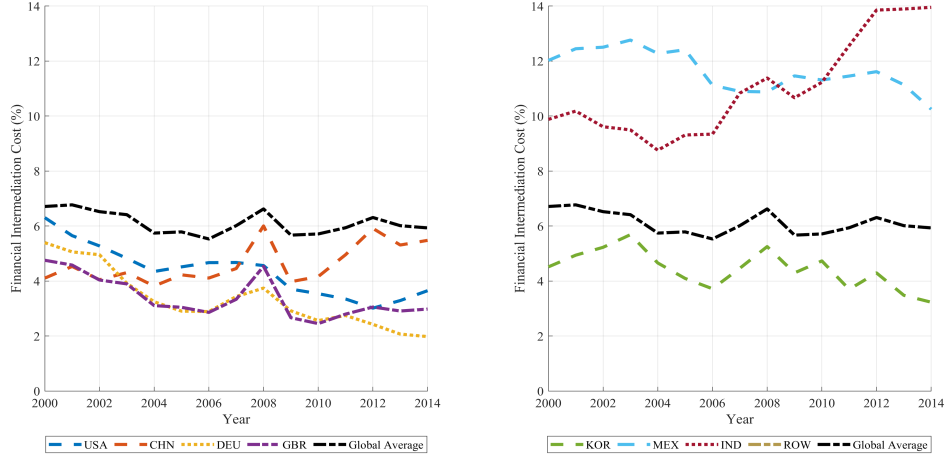 14
12
10
8
6
4
2
0
Financial Intermediation Cost (%)
2000 2002 2004 2006 2008 2010 2012 2014
Year
USA CHN DEU GBR Global Average
14
12
10
8
6
4
2
0
Financial Intermediation Cost (%)
2000 2002 2004 2006 2008 2010 2012 2014
Year
KOR MEX IND ROW Global Average